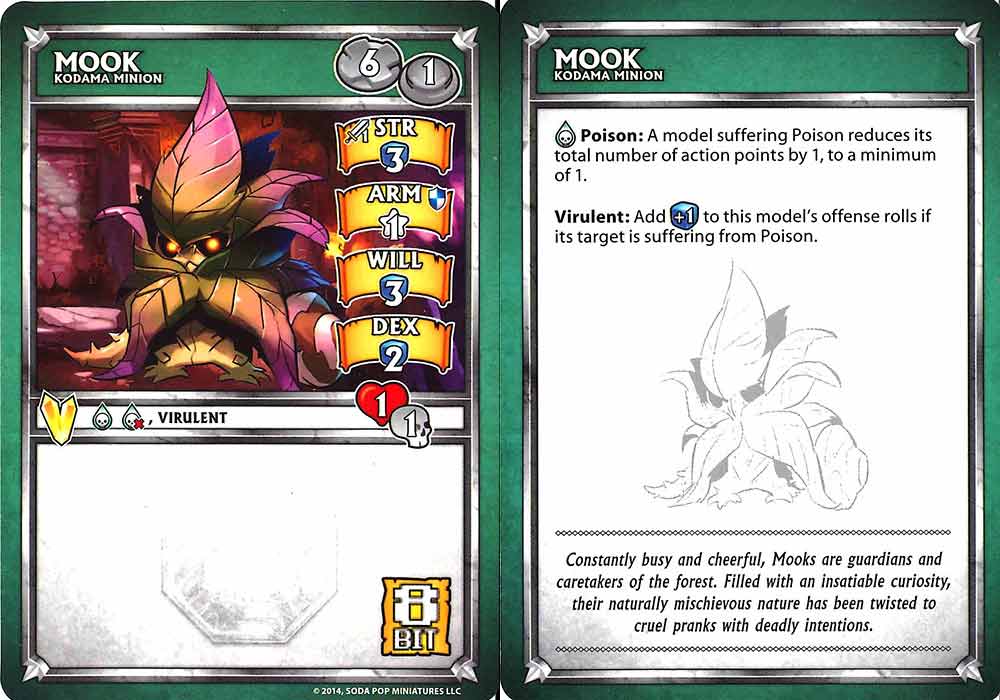 MOOK
KODAMA MINION
6
1
STR
3
ARM
1
WILL
3
DEX
2
1
1
, VIRULENT
8
BIT
© 2014, SODA POP MINIATURES LLC
MOOK
KODAMA MINION
Poison: A model suffering Poison reduces its
total number of action points by 1, to a minimum
of 1.
Virulent: Add +1 to this model's offense rolls if
its target is suffering from Poison.
Constantly busy and cheerful, Mooks are guardians and
caretakers of the forest. Filled with an insatiable curiosity,
their naturally mischievous nature has been twisted to
cruel pranks with deadly intentions.